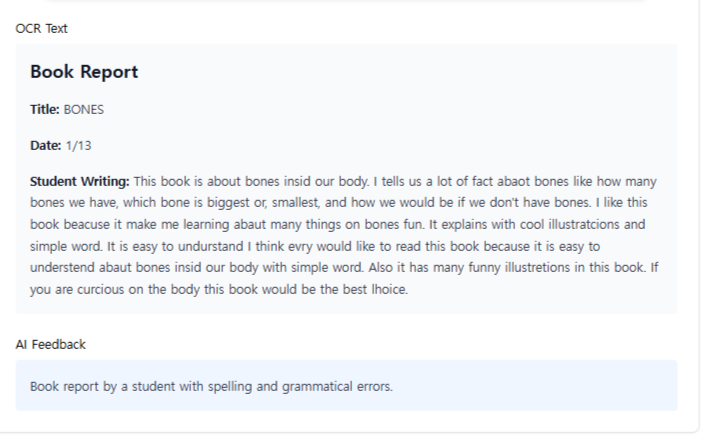 OCR Text
Book Report
Title: BONES
Date: 1/13
Student Writing: This book is about bones insid our body. I tells us a lot of fact abaot bones like how many
bones we have, which bone is biggest or, smallest, and how we would be if we don't have bones. I like this
book beacuse it make me learning abaut many things on bones fun. It explains with cool illustratcions and
simple word. It is easy to undurstand I think evry would like to read this book because it is easy to
understend abaut bones insid our body with simple word. Also it has many funny illustretions in this book. If
you are curcious on the body this book would be the best lhoice.
AI Feedback
Book report by a student with spelling and grammatical errors.